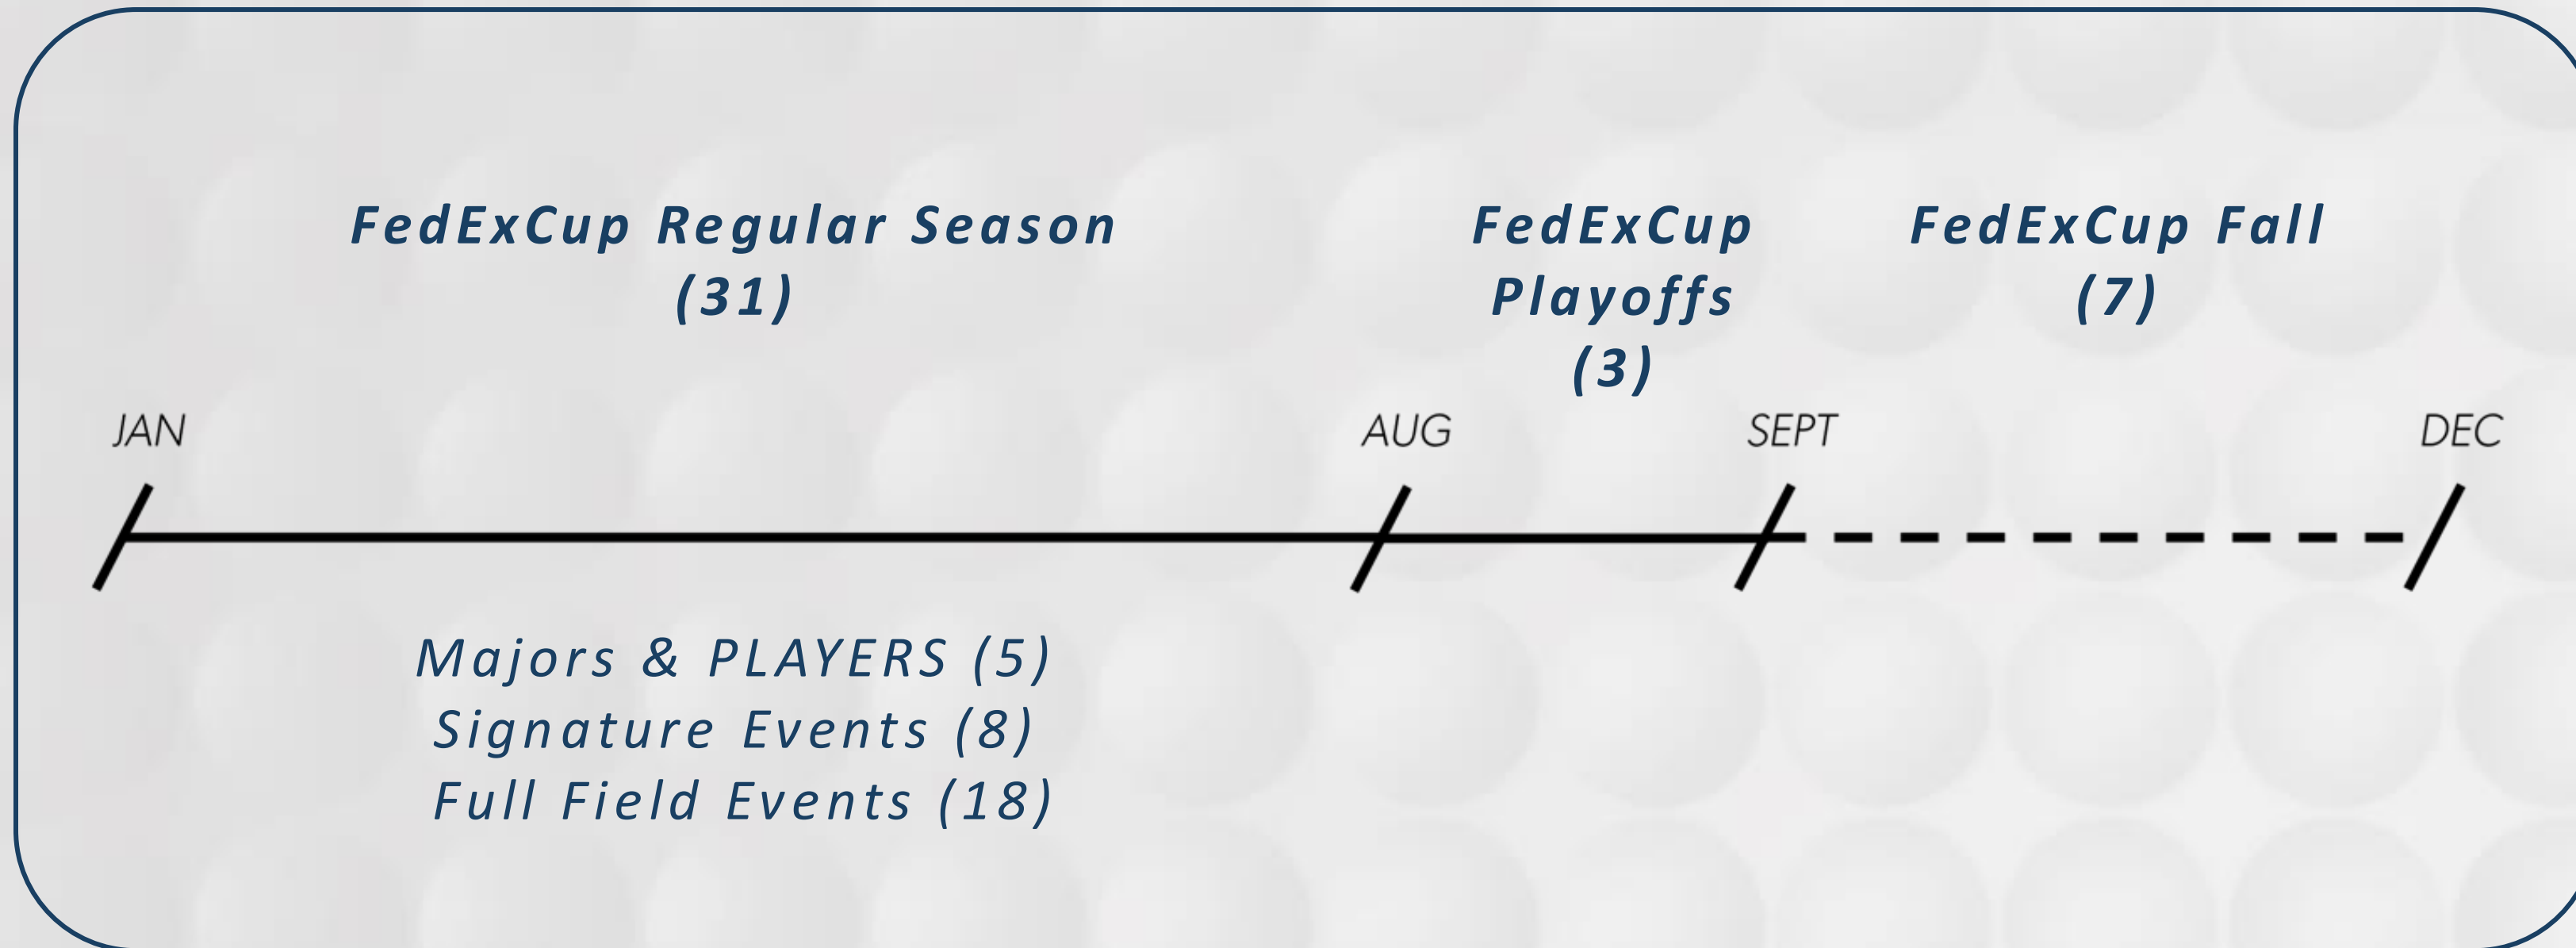 FedExCup Regular Season
(31)
FedExCup
Playoffs
(3)
FedExCup Fall
(7)
JAN
AUG
SEPT
DEC
Majors & PLAYERS (5)
Signature Events (8)
Full Field Events (18)